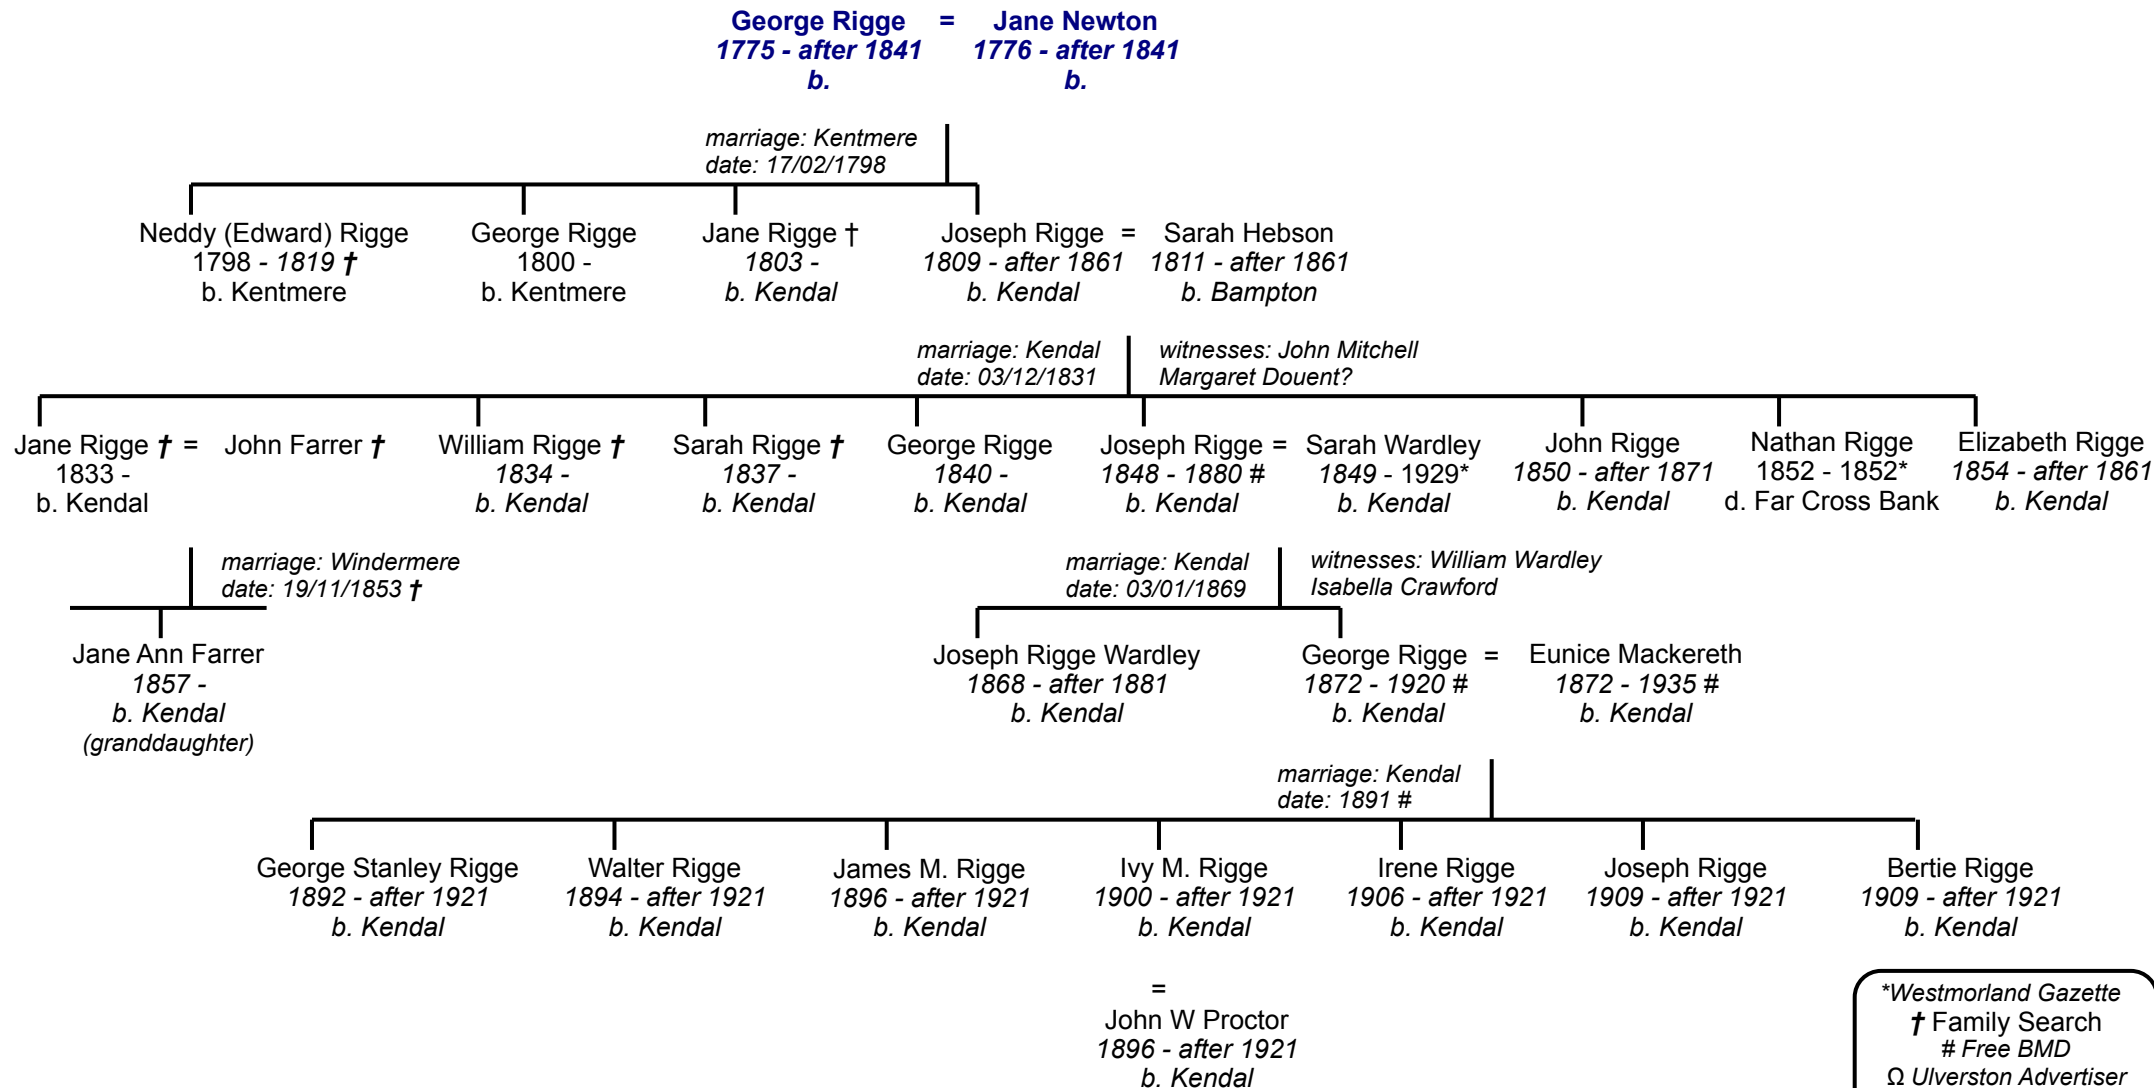 George Rigge = Jane Newton
1775 - after 1841 1776 - after 1841
b. b.
marriage: Kentmere
date: 17/02/1798
Neddy (Edward) Rigge George Rigge Jane Rigge † Joseph Rigge = Sarah Hebson
1798 - 1819 † 1800 - 1803 - 1809 - after 1861 1811 - after 1861
b. Kentmere b. Kentmere b. Kendal b. Kendal b. Bampton
marriage: Kendal witnesses: John Mitchell
date: 03/12/1831 Margaret Douent?
Jane Rigge † = John Farrer † William Rigge † Sarah Rigge † George Rigge Joseph Rigge = Sarah Wardley John Rigge Nathan Rigge Elizabeth Rigge
1833 - 1834 - 1837 - 1840 - 1848 - 1880 # 1849 - 1929* 1850 - after 1871 1852 - 1852* 1854 - after 1861
b. Kendal b. Kendal b. Kendal b. Kendal b. Kendal b. Kendal b. Kendal d. Far Cross Bank b. Kendal
marriage: Windermere marriage: Kendal witnesses: William Wardley
date: 19/11/1853 † date: 03/01/1869 Isabella Crawford
Jane Ann Farrer Joseph Rigge Wardley George Rigge = Eunice Mackereth
1857 - 1868 - after 1881 1872 - 1920 # 1872 - 1935 #
b. Kendal b. Kendal b. Kendal b. Kendal
(granddaughter)
marriage: Kendal
date: 1891 #
George Stanley Rigge Walter Rigge James M. Rigge Ivy M. Rigge Irene Rigge Joseph Rigge Bertie Rigge
1892 - after 1921 1894 - after 1921 1896 - after 1921 1900 - after 1921 1906 - after 1921 1909 - after 1921 1909 - after 1921
b. Kendal b. Kendal b. Kendal b. Kendal b. Kendal b. Kendal b. Kendal
=
John W Proctor
1896 - after 1921
b. Kendal
*Westmorland Gazette
† Family Search
# Free BMD
Ω Ulverston Advertiser